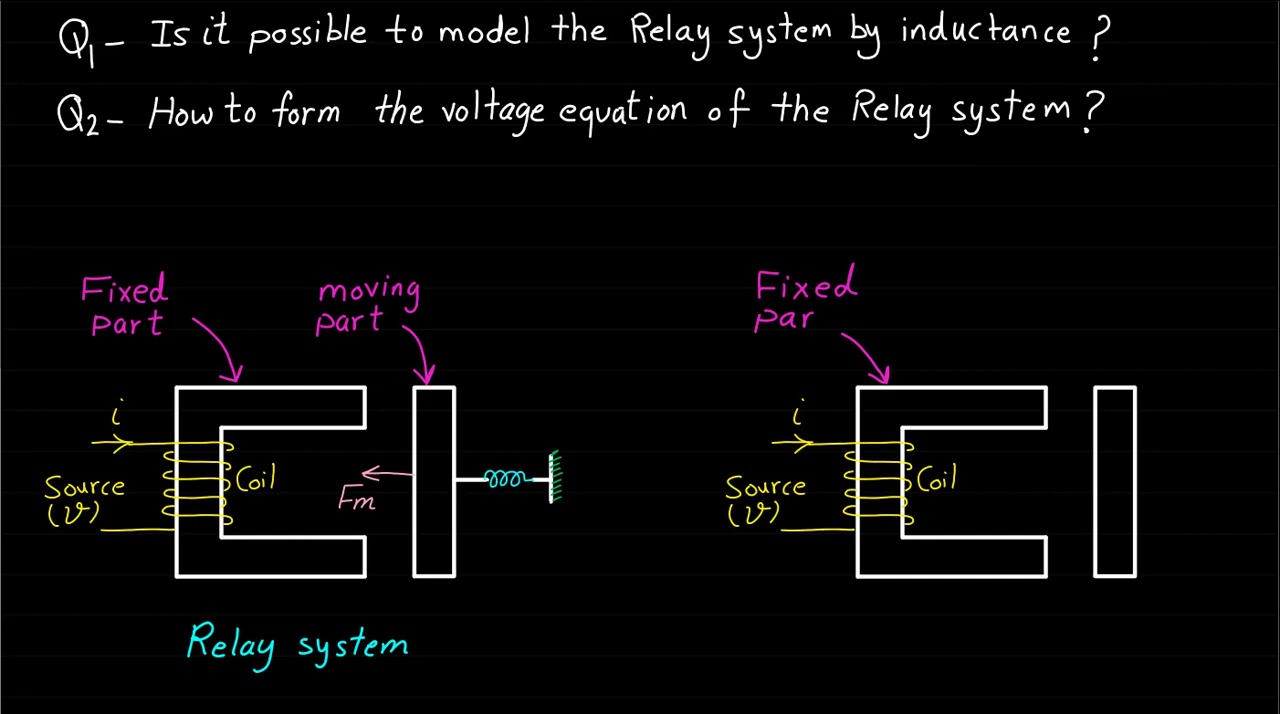 Q1 - Is it possible to model the Relay system by inductance ?
Q2 - How to form the voltage equation of the Relay system ?
Fixed
part
moving
part
i
Source
(v)
Coil
Fm
Relay system
Fixed
par
i
Source
(v)
Coil